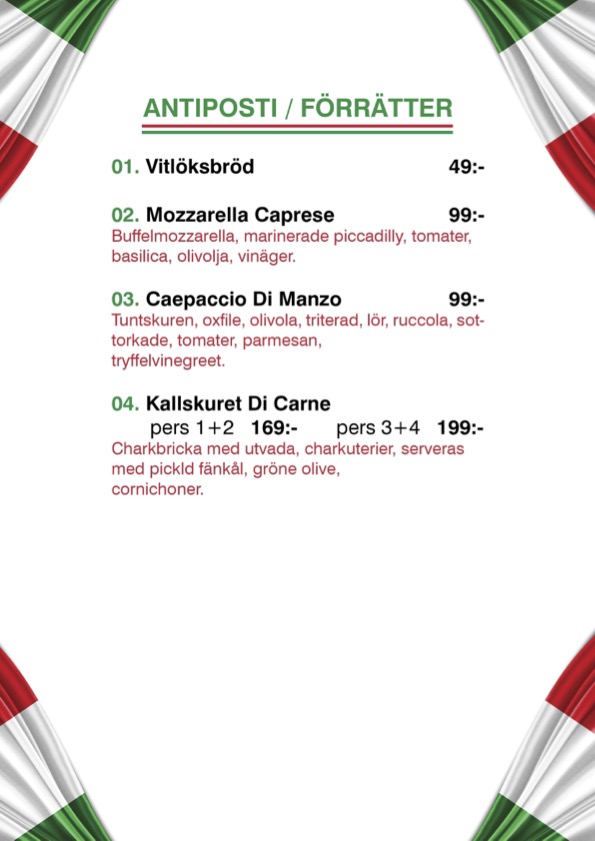 ANTIPOSTI / FÖRRÄTTER
01. Vitlöksbröd 49:-
02. Mozzarella Caprese 99:-
Buffelmozzarella, marinerade piccadilly, tomater,
basilica, olivolja, vinäger.
03. Caepaccio Di Manzo 99:-
Tuntskuren, oxfile, olivola, triterad, lör, ruccola, sot-
torkade, tomater, parmesan,
tryffelvinegreet.
04. Kallskuret Di Carne
pers 1+2 169:- pers 3+4 199:-
Charkbricka med utvada, charkuterier, serveras
med pickld fänkål, gröne olive,
cornichoner.